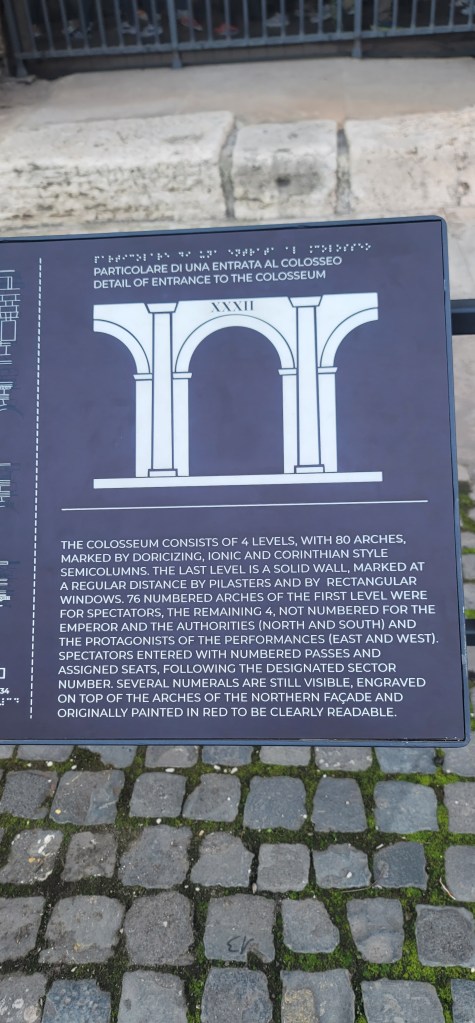 PARTICOLARE DI UNA ENTRATA AL COLOSSEO
DETAIL OF ENTRANCE TO THE COLOSSEUM
XXXII
THE COLOSSEUM CONSISTS OF 4 LEVELS, WITH 80 ARCHES,
MARKED BY DORICIZING, IONIC AND CORINTHIAN STYLE
SEMICOLUMNS. THE LAST LEVEL IS A SOLID WALL, MARKED AT
A REGULAR DISTANCE BY PILASTERS AND BY RECTANGULAR
WINDOWS. 76 NUMBERED ARCHES OF THE FIRST LEVEL WERE
FOR SPECTATORS, THE REMAINING 4, NOT NUMBERED FOR THE
EMPEROR AND THE AUTHORITIES (NORTH AND SOUTH) AND
THE PROTAGONISTS OF THE PERFORMANCES (EAST AND WEST).
SPECTATORS ENTERED WITH NUMBERED PASSES AND
ASSIGNED SEATS, FOLLOWING THE DESIGNATED SECTOR
NUMBER. SEVERAL NUMERALS ARE STILL VISIBLE, ENGRAVED
ON TOP OF THE ARCHES OF THE NORTHERN FAÇADE AND
ORIGINALLY PAINTED IN RED TO BE CLEARLY READABLE.
34
13